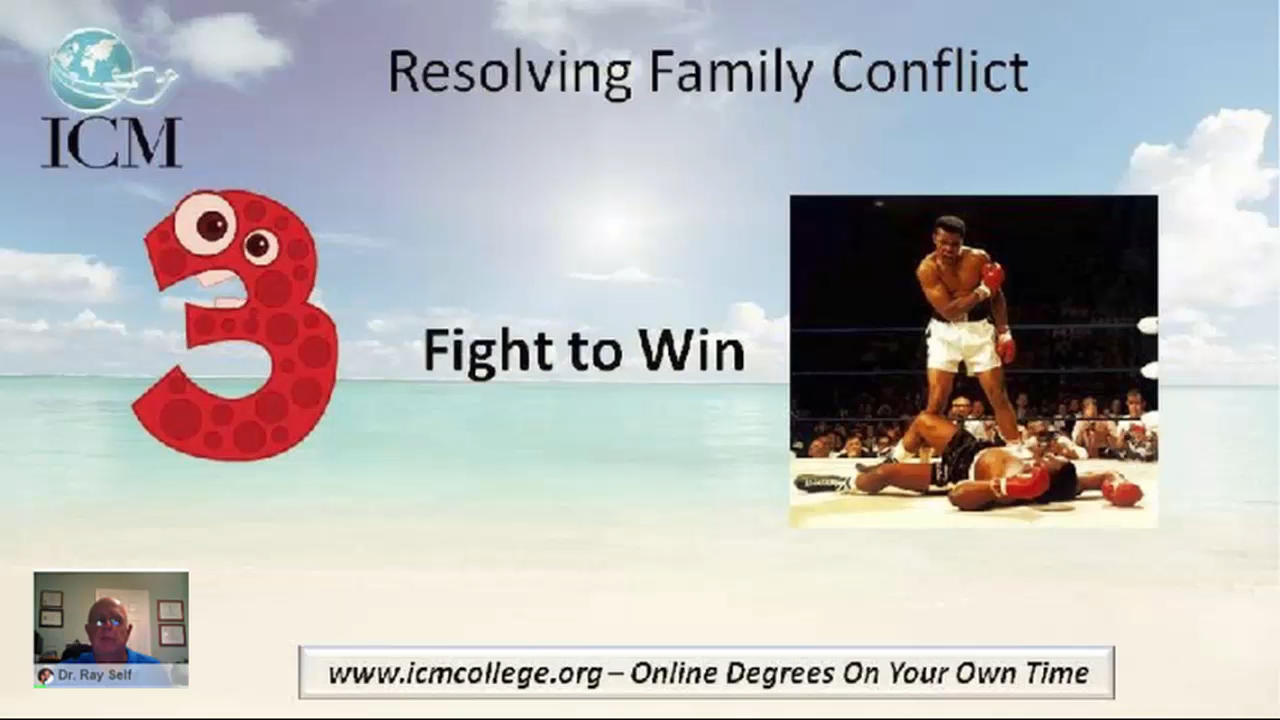 Resolving Family Conflict
ICM
3
Fight to Win
Dr. Ray Self
www.icmcollege.org – Online Degrees On Your Own Time